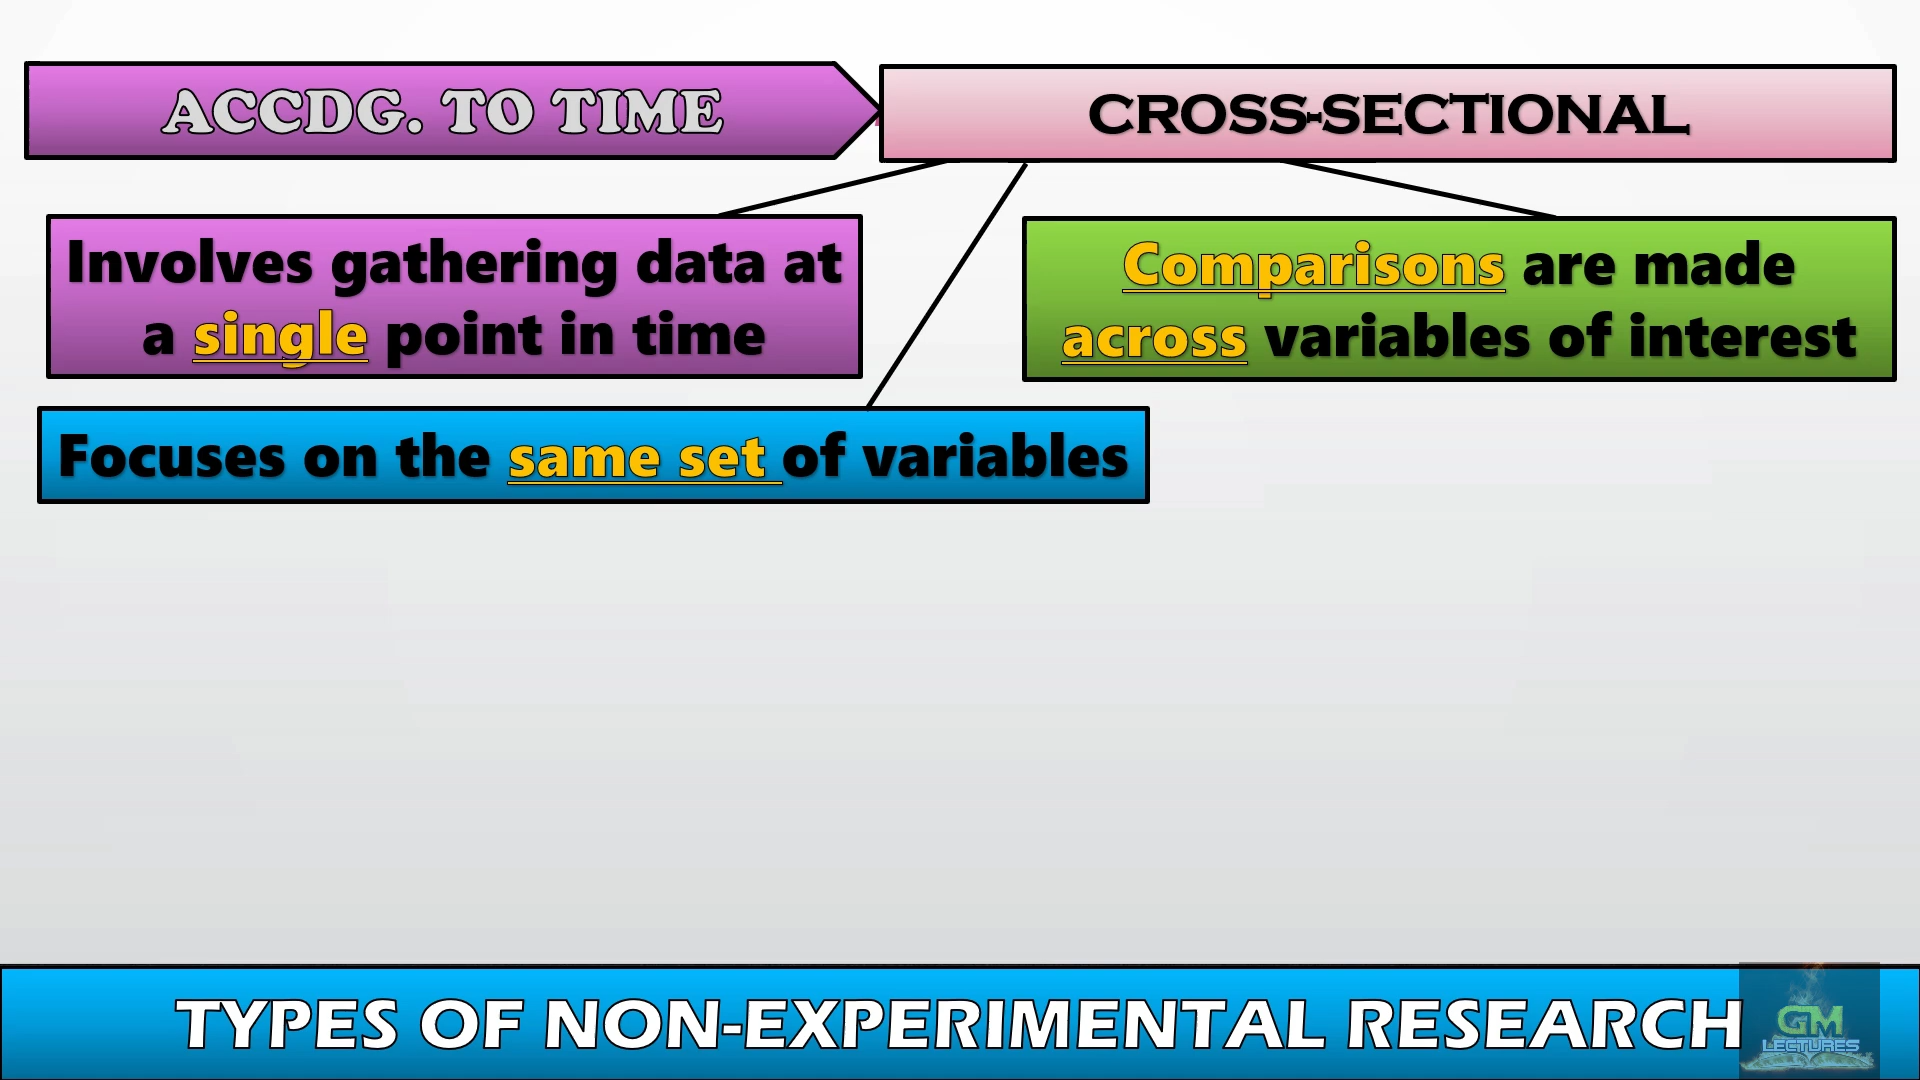 ACCDG. TO TIME
CROSS-SECTIONAL
Involves gathering data at
a single point in time
Comparisons are made
across variables of interest
Focuses on the same set of variables
TYPES OF NON-EXPERIMENTAL RESEARCH
GM
LECTURES